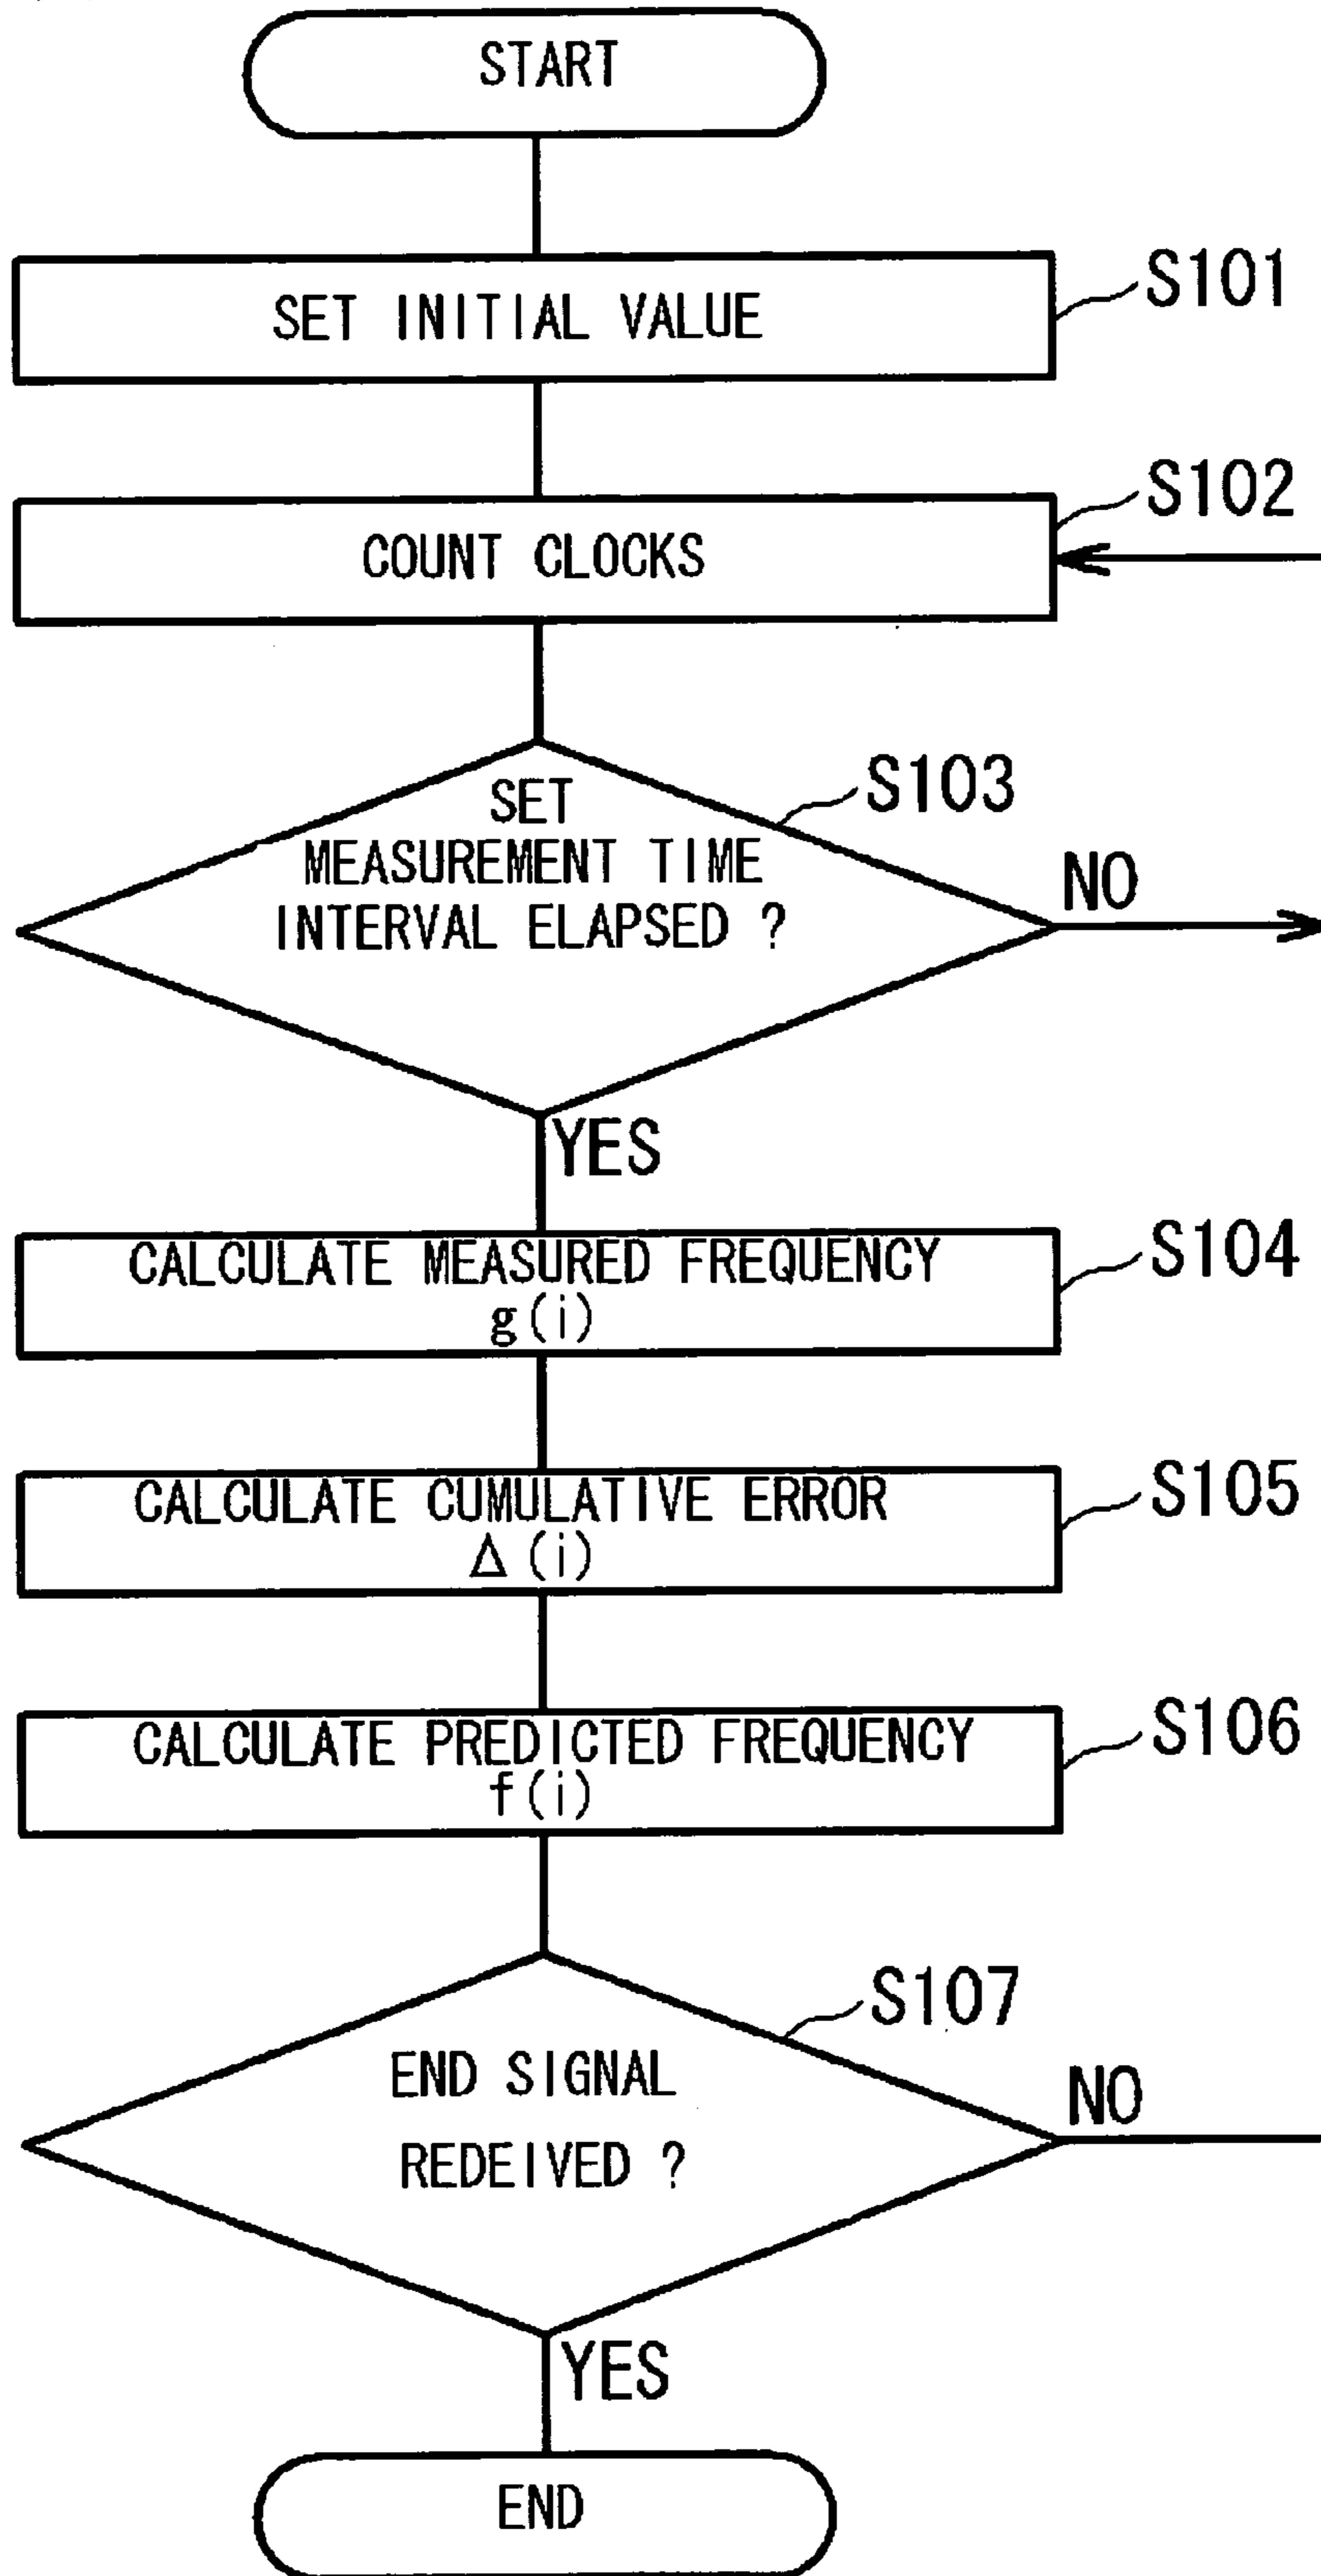 START
SET INITIAL VALUE
S101
COUNT CLOCKS
S102
SET
MEASUREMENT TIME
INTERVAL ELAPSED ?
S103
NO
YES
CALCULATE MEASURED FREQUENCY
g(i)
S104
CALCULATE CUMULATIVE ERROR
Δ(i)
S105
CALCULATE PREDICTED FREQUENCY
f(i)
S106
END SIGNAL
REDEIVED ?
S107
NO
YES
END